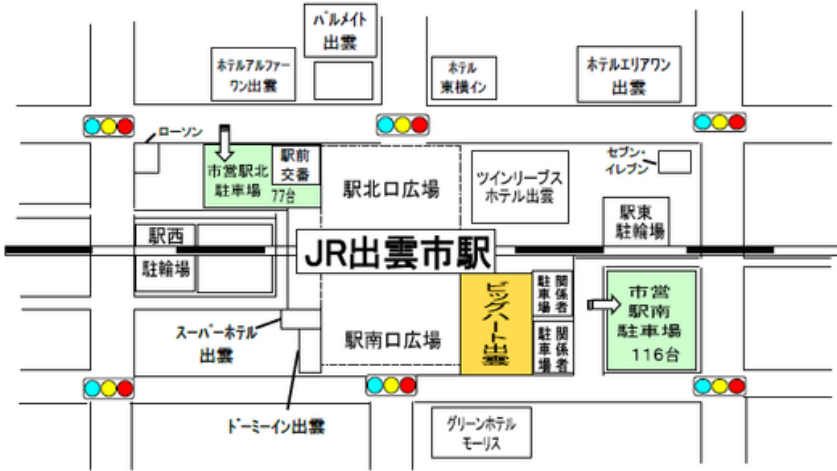 パルメイト
出雲
ホテルアルファー
ワン出雲
ホテル
東横イン
ホテルエリアワン
出雲
ローソン
市営駅北
駐車場
77台
駅前
交番
駅北口広場
ツインリーブス
ホテル出雲
セブン・
イレブン
駅東
駐輪場
駅西
駐輪場
JR出雲市駅
ビッグハート出雲
関係者
駐車場
関係者
駐車場
市営
駅南
駐車場
116台
スーパーホテル
出雲
駅南口広場
ドーミーイン出雲
グリーンホテル
モーリス